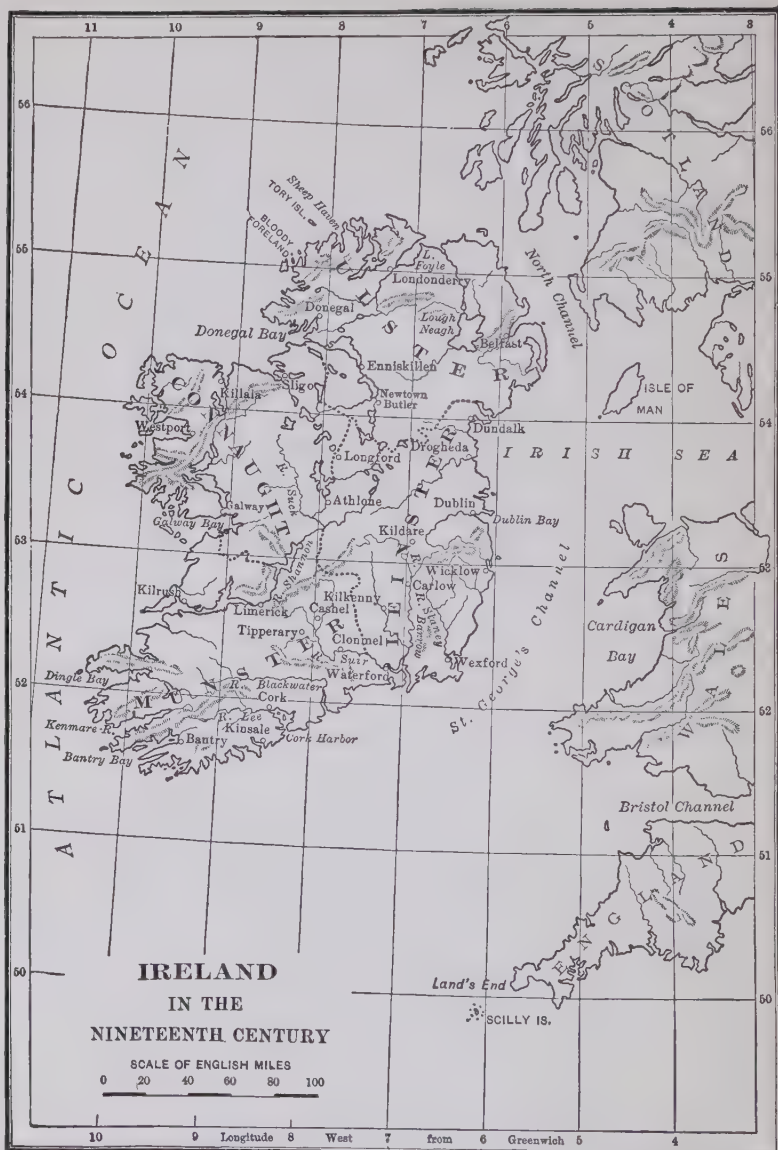 11 10 9 8 7 6 5 4 3
56
56
55
55
54
54
53
53
52
52
51
51
50
50
ATLANTIC OCEAN
SCOTLAND
Sheep Haven
TORY ISL.
BLOODY FORELAND
ULSTER
L. Foyle
Londonderry
North Channel
Donegal
Lough Neagh
Donegal Bay
Belfast
Enniskillen
Sligo
Killala
CONNAUGHT
Newtown Butler
ISLE OF MAN
Westport
Dundalk
Drogheda
Longford
IRISH SEA
R. Suck
LEINSTER
Athlone
Galway
Dublin
Galway Bay
Dublin Bay
Kildare
R. Shannon
Wicklow
Carlow
Kilrush
Kilkenny
Limerick
Cashel
R. Slaney
R. Barrow
Tipperary
Clonmel
St. George's Channel
Cardigan Bay
WALES
Suir
Wexford
Waterford
MUNSTER
Dingle Bay
R. Blackwater
Cork
R. Lee
Kenmare R.
Kinsale
Cork Harbor
Bantry
Bantry Bay
Bristol Channel
ENGLAND
Land's End
SCILLY IS.
IRELAND
IN THE
NINETEENTH CENTURY
SCALE OF ENGLISH MILES
0 20 40 60 80 100
10 9 Longitude 8 West 7 from 6 Greenwich 5 4